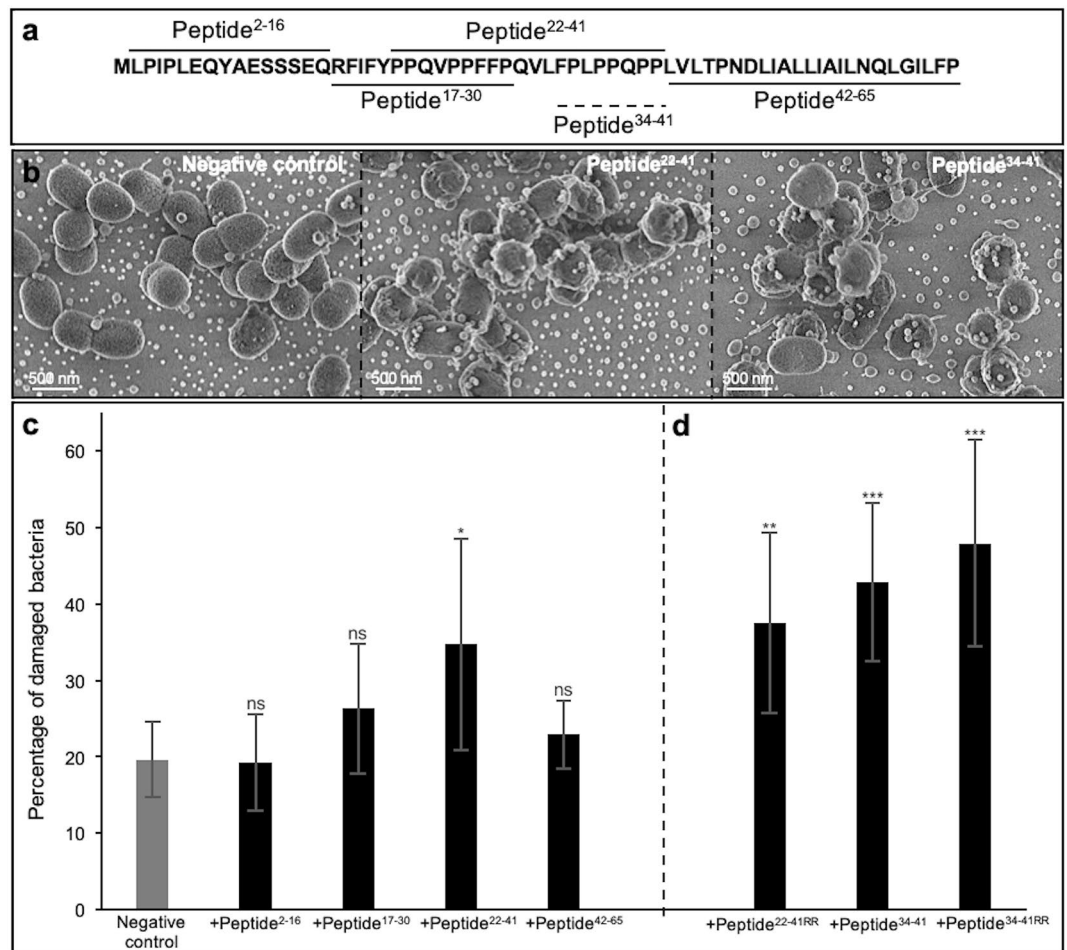 a
Peptide2-16 Peptide22-41
MLPIPLEQYAESSSEQRFIFYPPQVPPFFPQVLFPLPPQPPLVLTPNDLIALLIAILNQLGILFP
Peptide17-30 Peptide42-65
Peptide34-41
b
Negative control Peptide22-41 Peptide34-41
500 nm 500 nm 500 nm
c d
Percentage of damaged bacteria
60
50
40
30
20
10
0
ns ns * ns ** *** ***
Negative control +Peptide2-16 +Peptide17-30 +Peptide22-41 +Peptide42-65 +Peptide22-41RR +Peptide34-41 +Peptide34-41RR